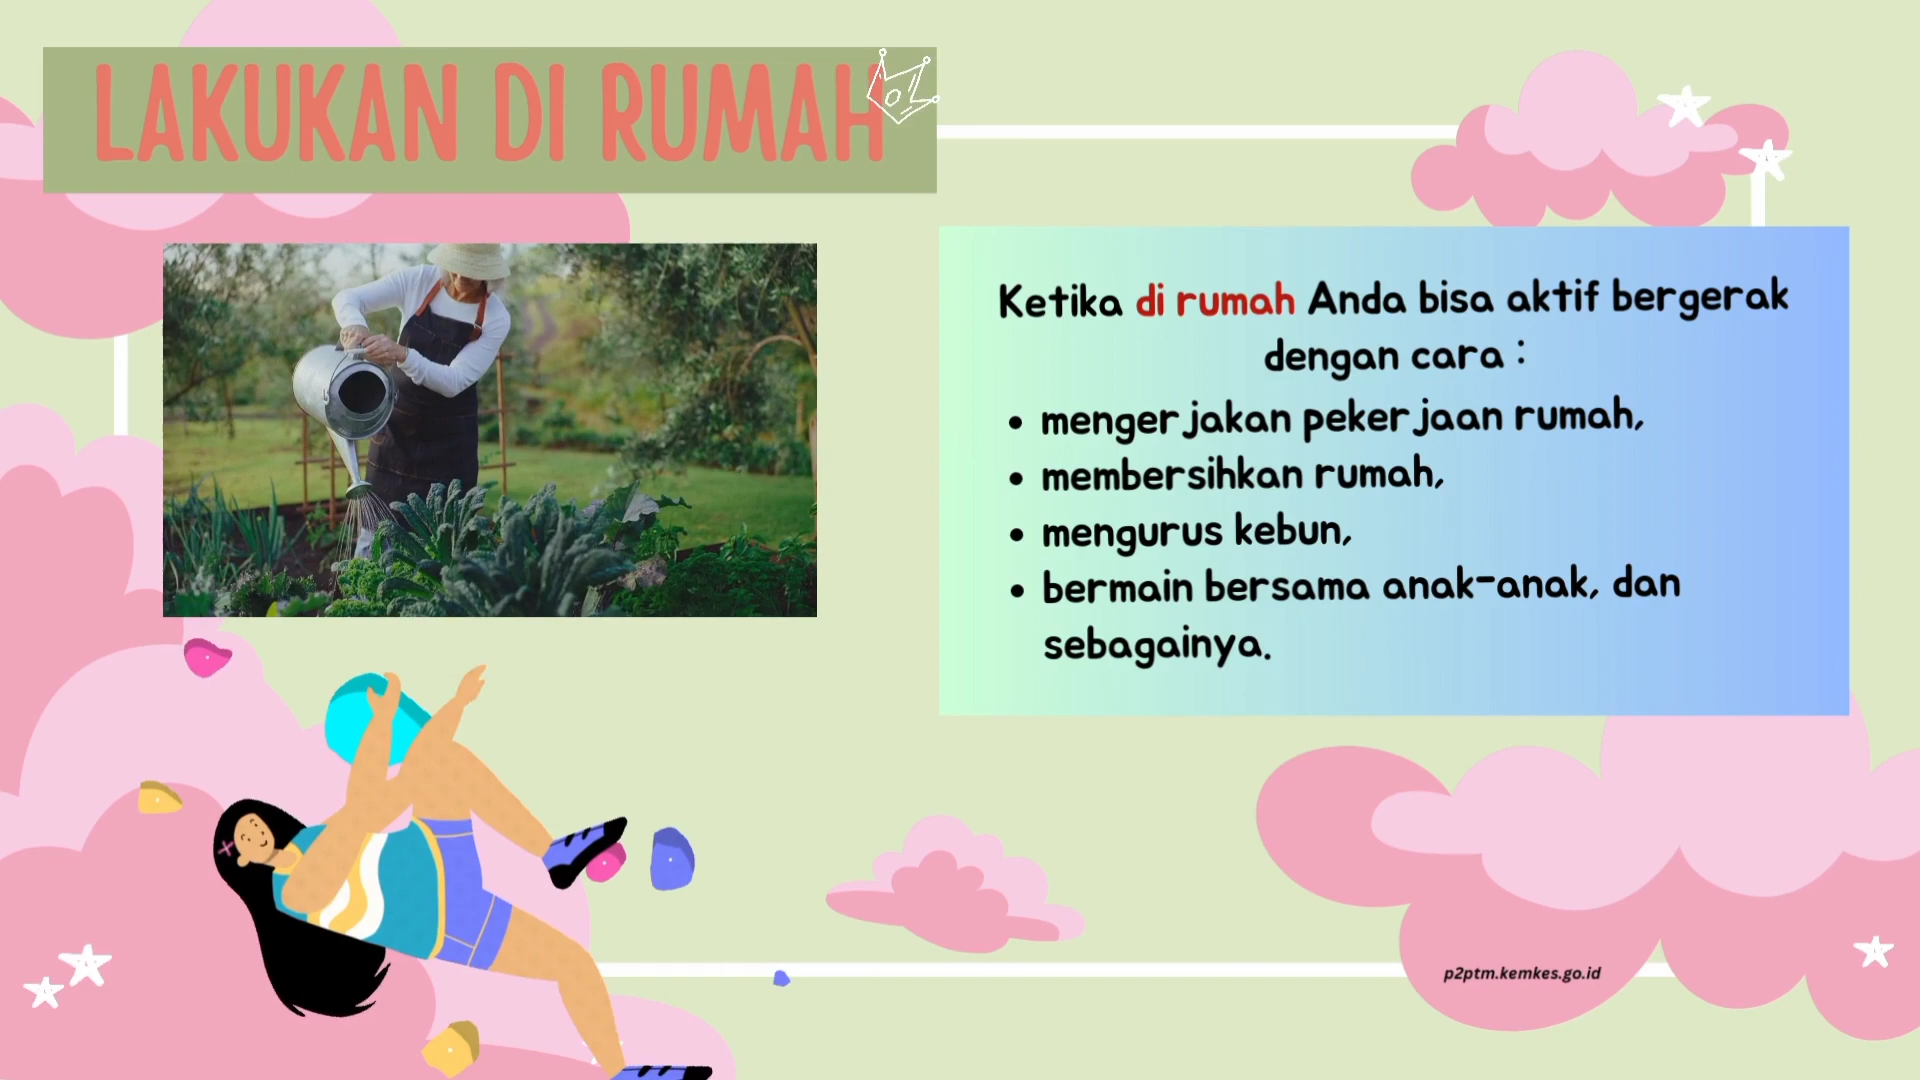 LAKUKAN DI RUMAH
Ketika di rumah Anda bisa aktif bergerak
dengan cara :
• mengerjakan pekerjaan rumah,
• membersihkan rumah,
• mengurus kebun,
• bermain bersama anak-anak, dan
sebagainya.
p2ptm.kemkes.go.id